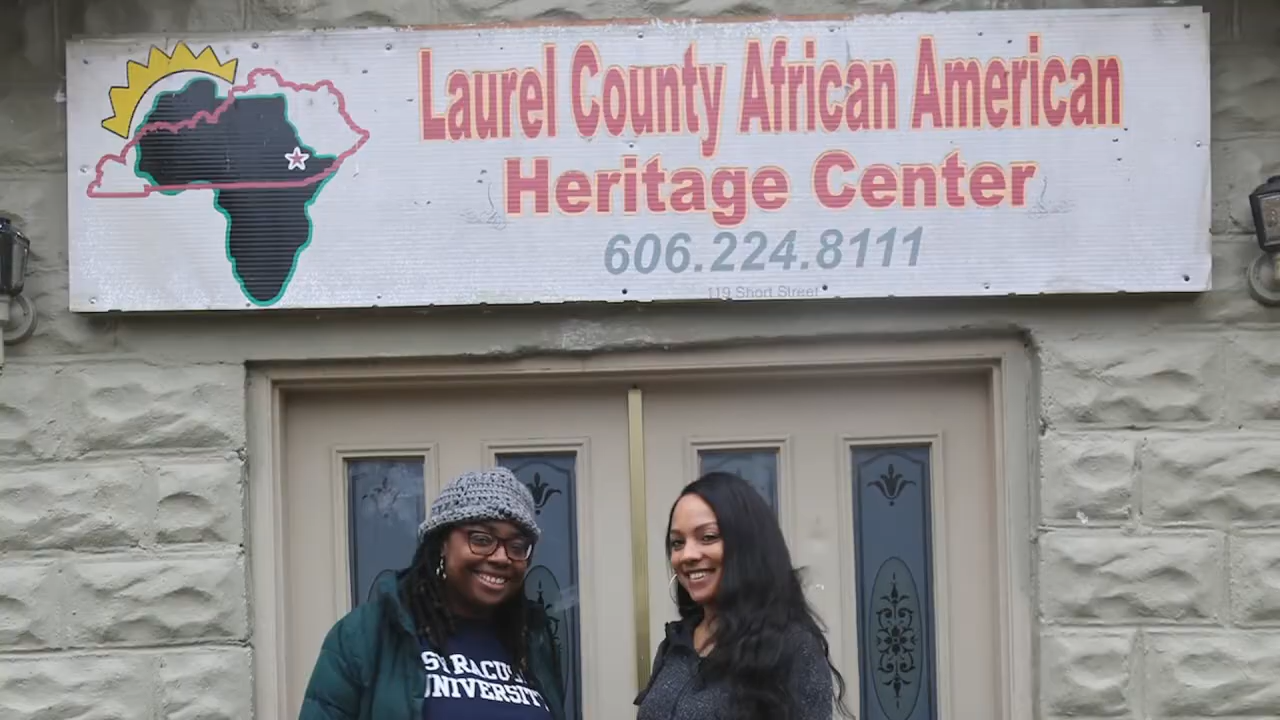 Laurel County African American
Heritage Center
606.224.8111
119 Short Street
SYRACUSE
UNIVERSITY